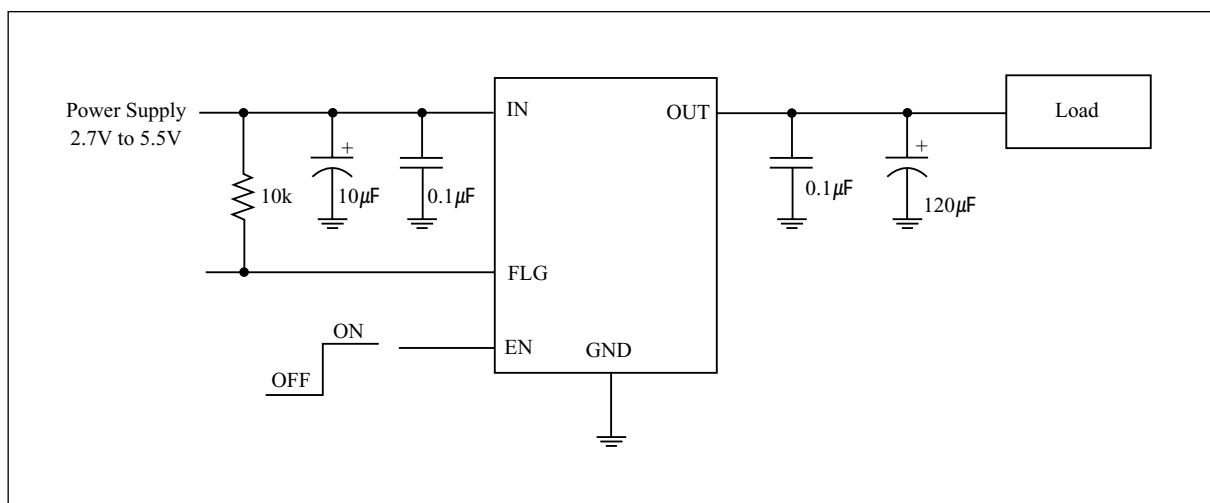 Power Supply
2.7V to 5.5V
IN
OUT
Load
10k
+
10μF
0.1μF
0.1μF
+
120μF
FLG
ON
OFF
EN
GND